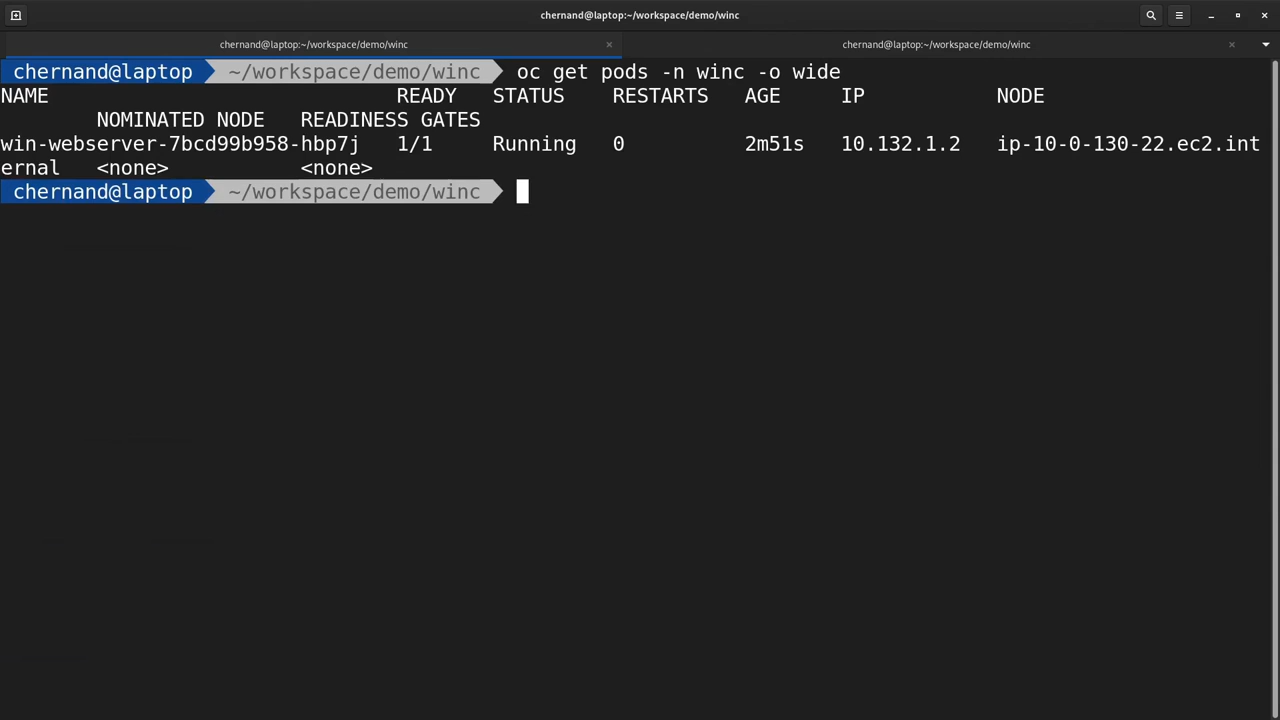 chernand@laptop:~/workspace/demo/winc
chernand@laptop:~/workspace/demo/winc chernand@laptop:~/workspace/demo/winc
chernand@laptop ~/workspace/demo/winc oc get pods -n winc -o wide
NAME READY STATUS RESTARTS AGE IP NODE
NOMINATED NODE READINESS GATES
win-webserver-7bcd99b958-hbp7j 1/1 Running 0 2m51s 10.132.1.2 ip-10-0-130-22.ec2.int
ernal <none> <none>
chernand@laptop ~/workspace/demo/winc